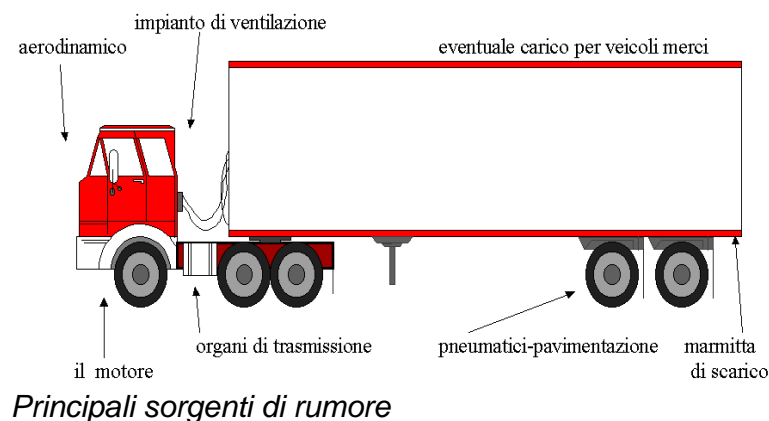 impianto di ventilazione
aerodinamico
eventuale carico per veicoli merci
organi di trasmissione
pneumatici-pavimentazione
marmitta
di scarico
il motore
Principali sorgenti di rumore